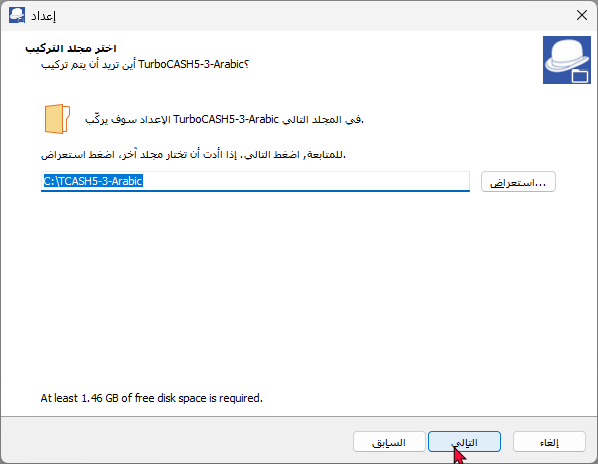 إعداد
اختر مجلد التركيب
أين تريد أن يتم تركيب TurboCASH5-3-Arabic؟
الإعداد سوف يركّب TurboCASH5-3-Arabic في المجلد التالي.
للمتابعة, اضغط التالي. إذا أأدت أن تختار مجلد آخر, اضغط استعراض.
C:\TCASH5-3-Arabic
استعراض...
At least 1.46 GB of free disk space is required.
السابق
التالي
إلغاء